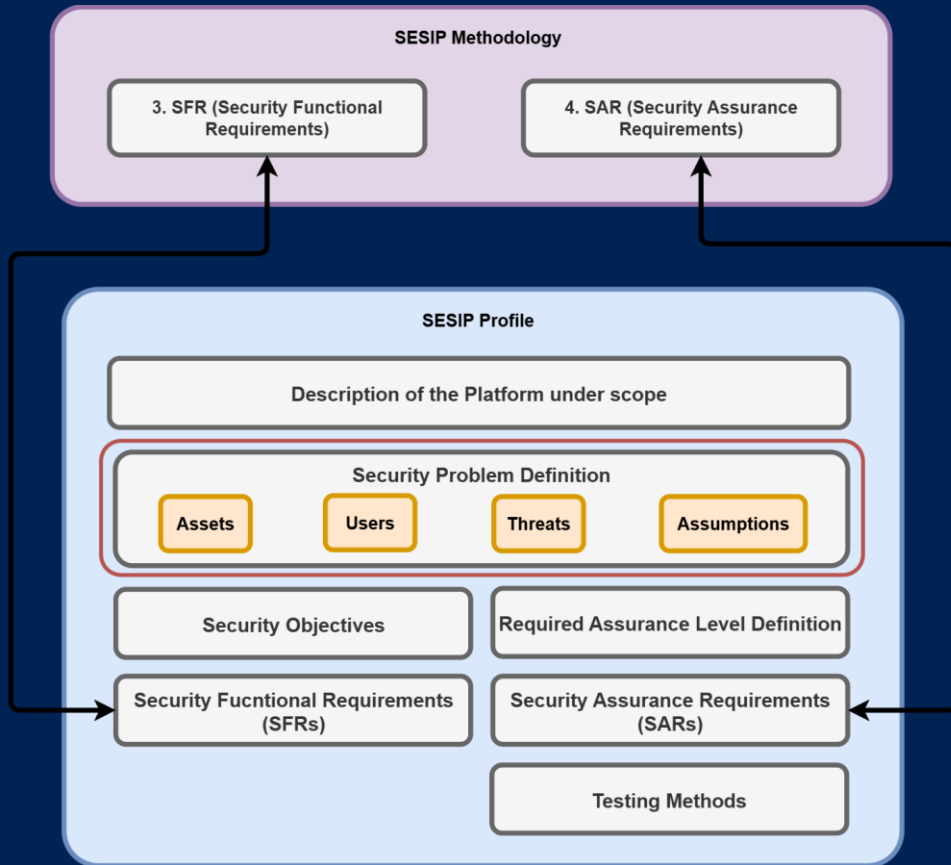 SESIP Methodology
3. SFR (Security Functional
Requirements)
4. SAR (Security Assurance
Requirements)
SESIP Profile
Description of the Platform under scope
Security Problem Definition
Assets
Users
Threats
Assumptions
Security Objectives
Required Assurance Level Definition
Security Fucntional Requirements
(SFRs)
Security Assurance Requirements
(SARs)
Testing Methods